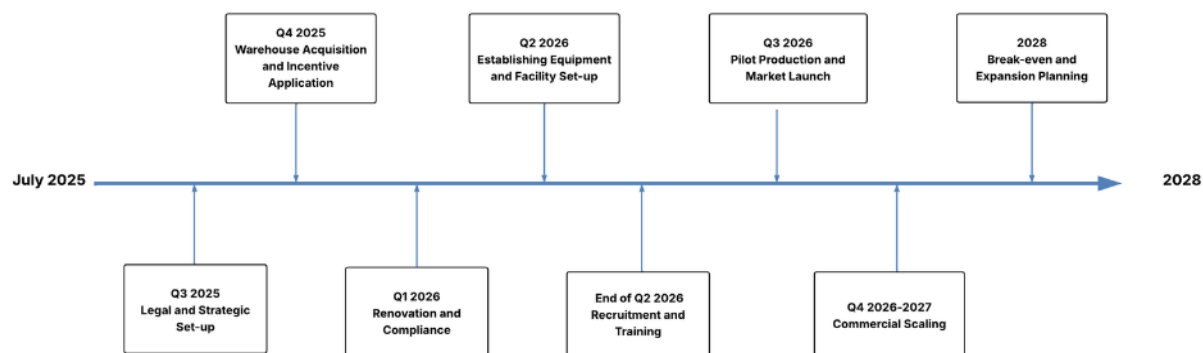 Q4 2025
Warehouse Acquisition
and Incentive
Application
Q2 2026
Establishing Equipment
and Facility Set-up
Q3 2026
Pilot Production and
Market Launch
2028
Break-even and
Expansion Planning
July 2025
2028
Q3 2025
Legal and Strategic
Set-up
Q1 2026
Renovation and
Compliance
End of Q2 2026
Recruitment and
Training
Q4 2026-2027
Commercial Scaling